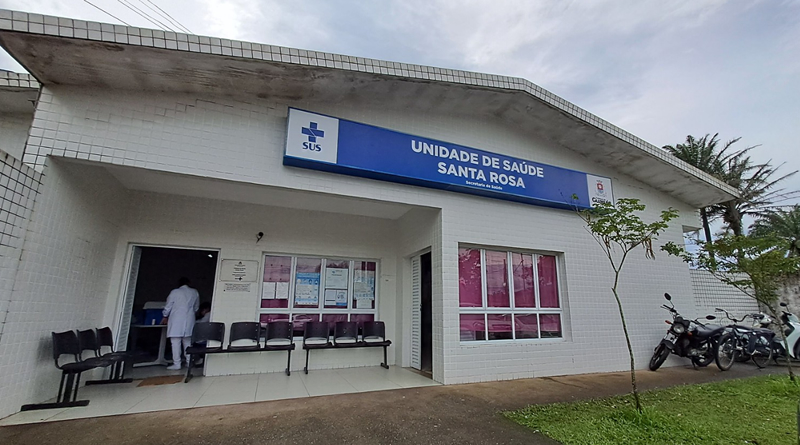 SUS
UNIDADE DE SAÚDE
SANTA ROSA
Secretaria de Saúde